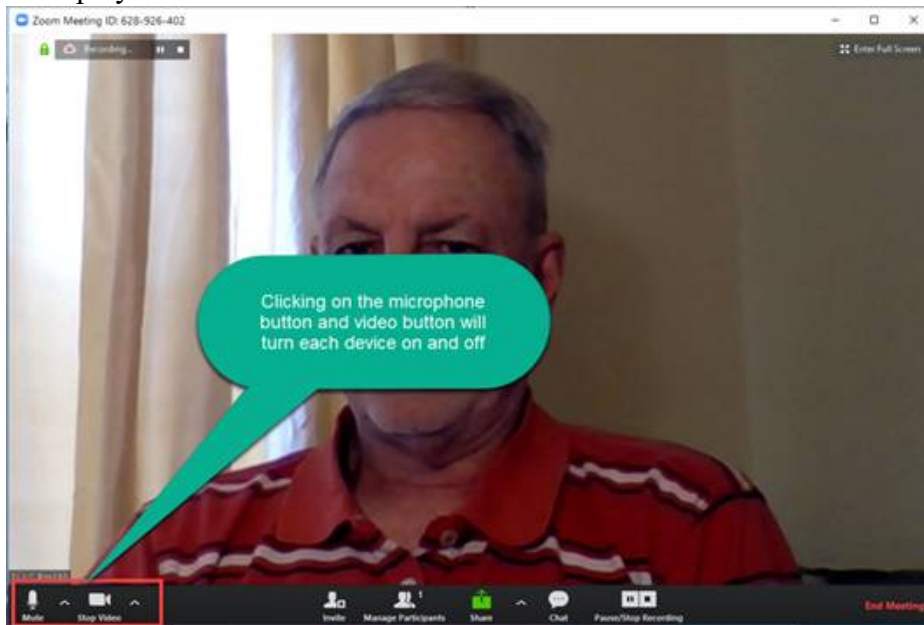 Zoom Meeting ID: 628-926-402
Recording...
Enter Full Screen
Clicking on the microphone
button and video button will
turn each device on and off
Mute
Stop Video
Invite
Manage Participants
1
Share
Chat
Pause/Stop Recording
End Meeting